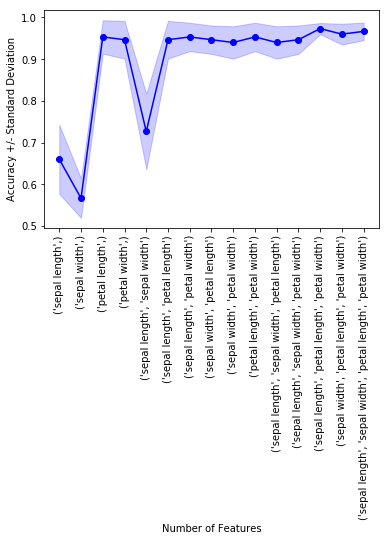 Accuracy +/- Standard Deviation
1.0
0.9
0.8
0.7
0.6
0.5
('sepal length',)
('sepal width',)
('petal length',)
('petal width',)
('sepal length', 'sepal width')
('sepal length', 'petal length')
('sepal length', 'petal width')
('sepal width', 'petal length')
('sepal width', 'petal width')
('petal length', 'petal width')
('sepal length', 'sepal width', 'petal length')
('sepal length', 'sepal width', 'petal width')
('sepal length', 'petal length', 'petal width')
('sepal width', 'petal length', 'petal width')
('sepal length', 'sepal width', 'petal length', 'petal width')
Number of Features